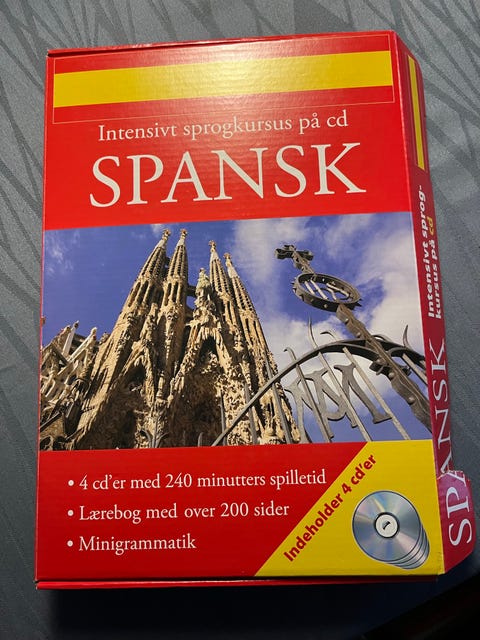 Intensivt sprogkursus på cd
SPANSK
• 4 cd'er med 240 minutters spilletid
• Lærebog med over 200 sider
• Minigrammatik
Indeholder 4 cd'er
Intensivt sprog-
kursus på cd
SPANSK